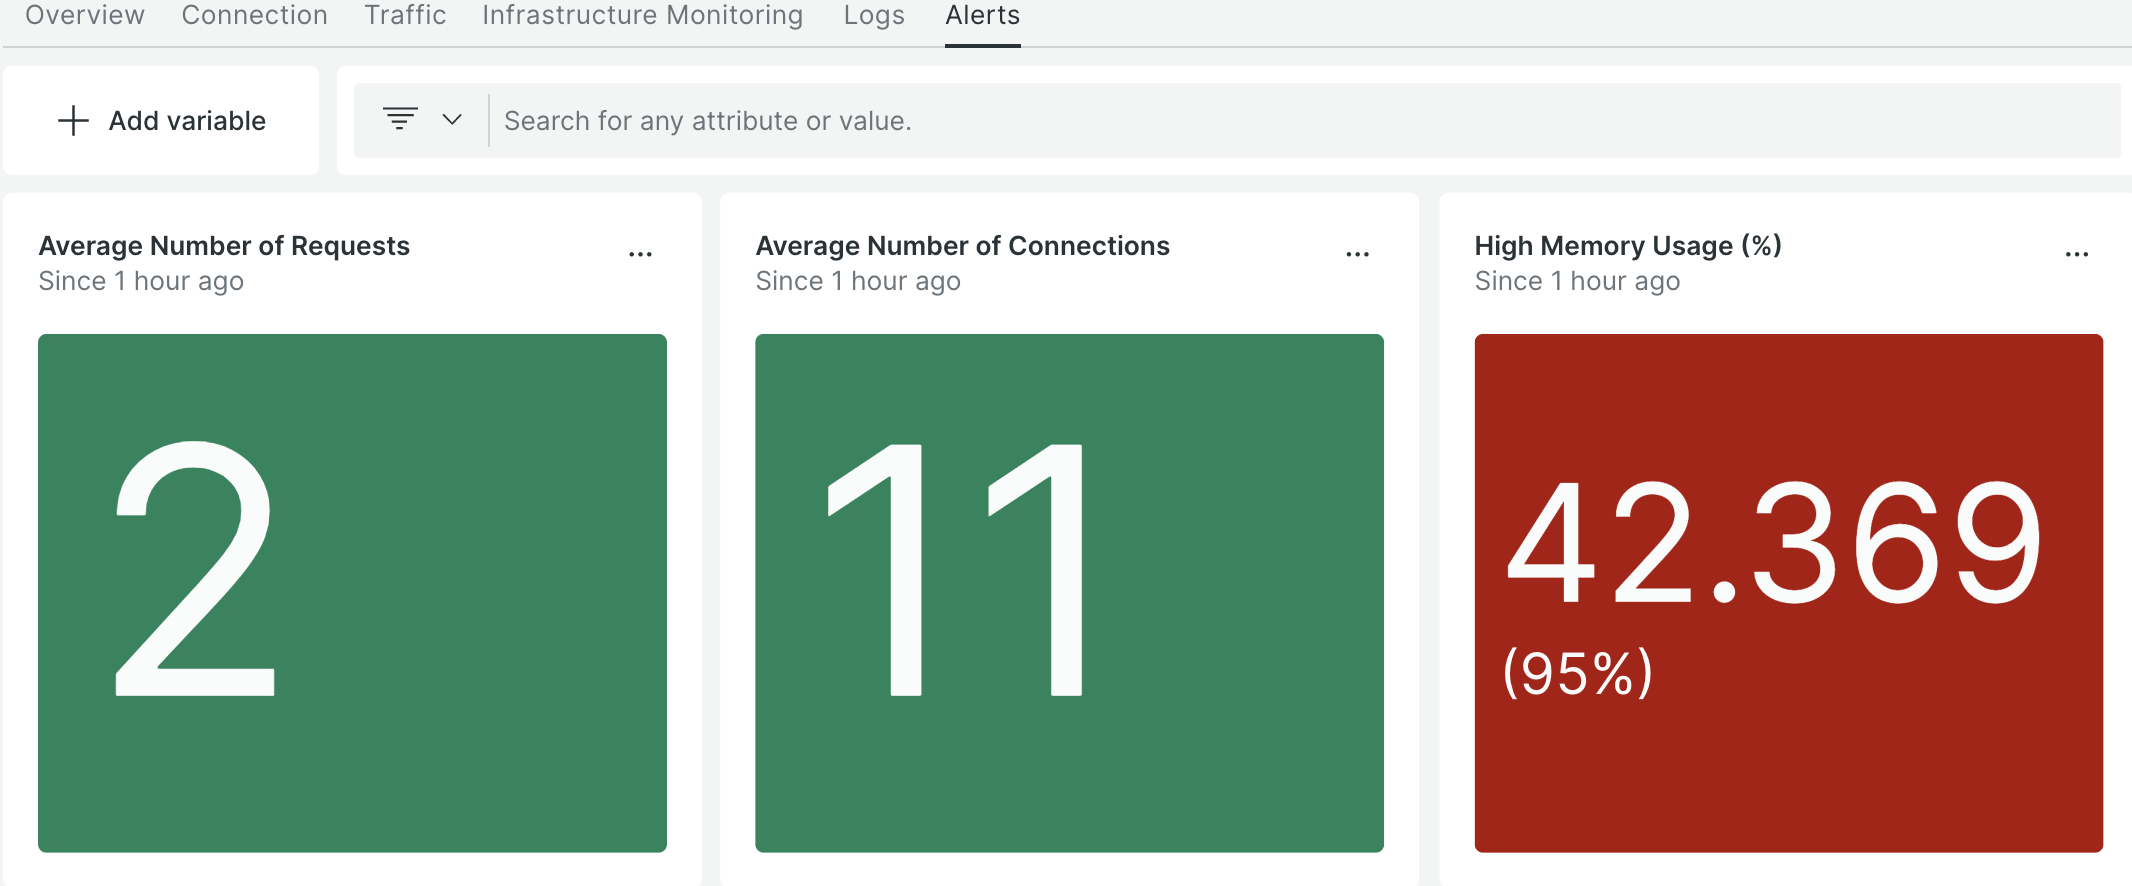 Overview Connection Traffic Infrastructure Monitoring Logs Alerts
Add variable
Search for any attribute or value.
Average Number of Requests
Since 1 hour ago
2
Average Number of Connections
Since 1 hour ago
11
High Memory Usage (%)
Since 1 hour ago
42.369
(95%)